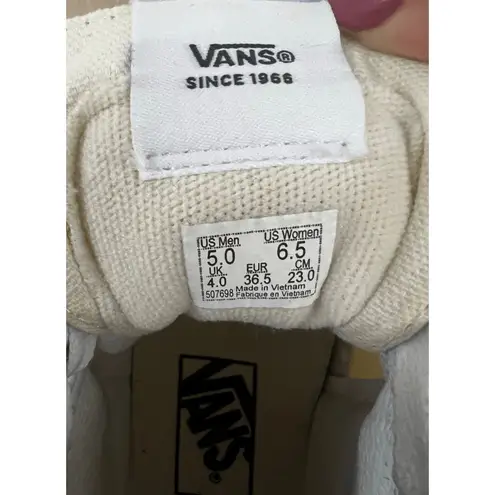 VANS®
SINCE 1966
US Men US Women
5.0 6.5
UK EUR CM
4.0 36.5 23.0
507698 Made in Vietnam
Fabrique en Vietnam
VANS